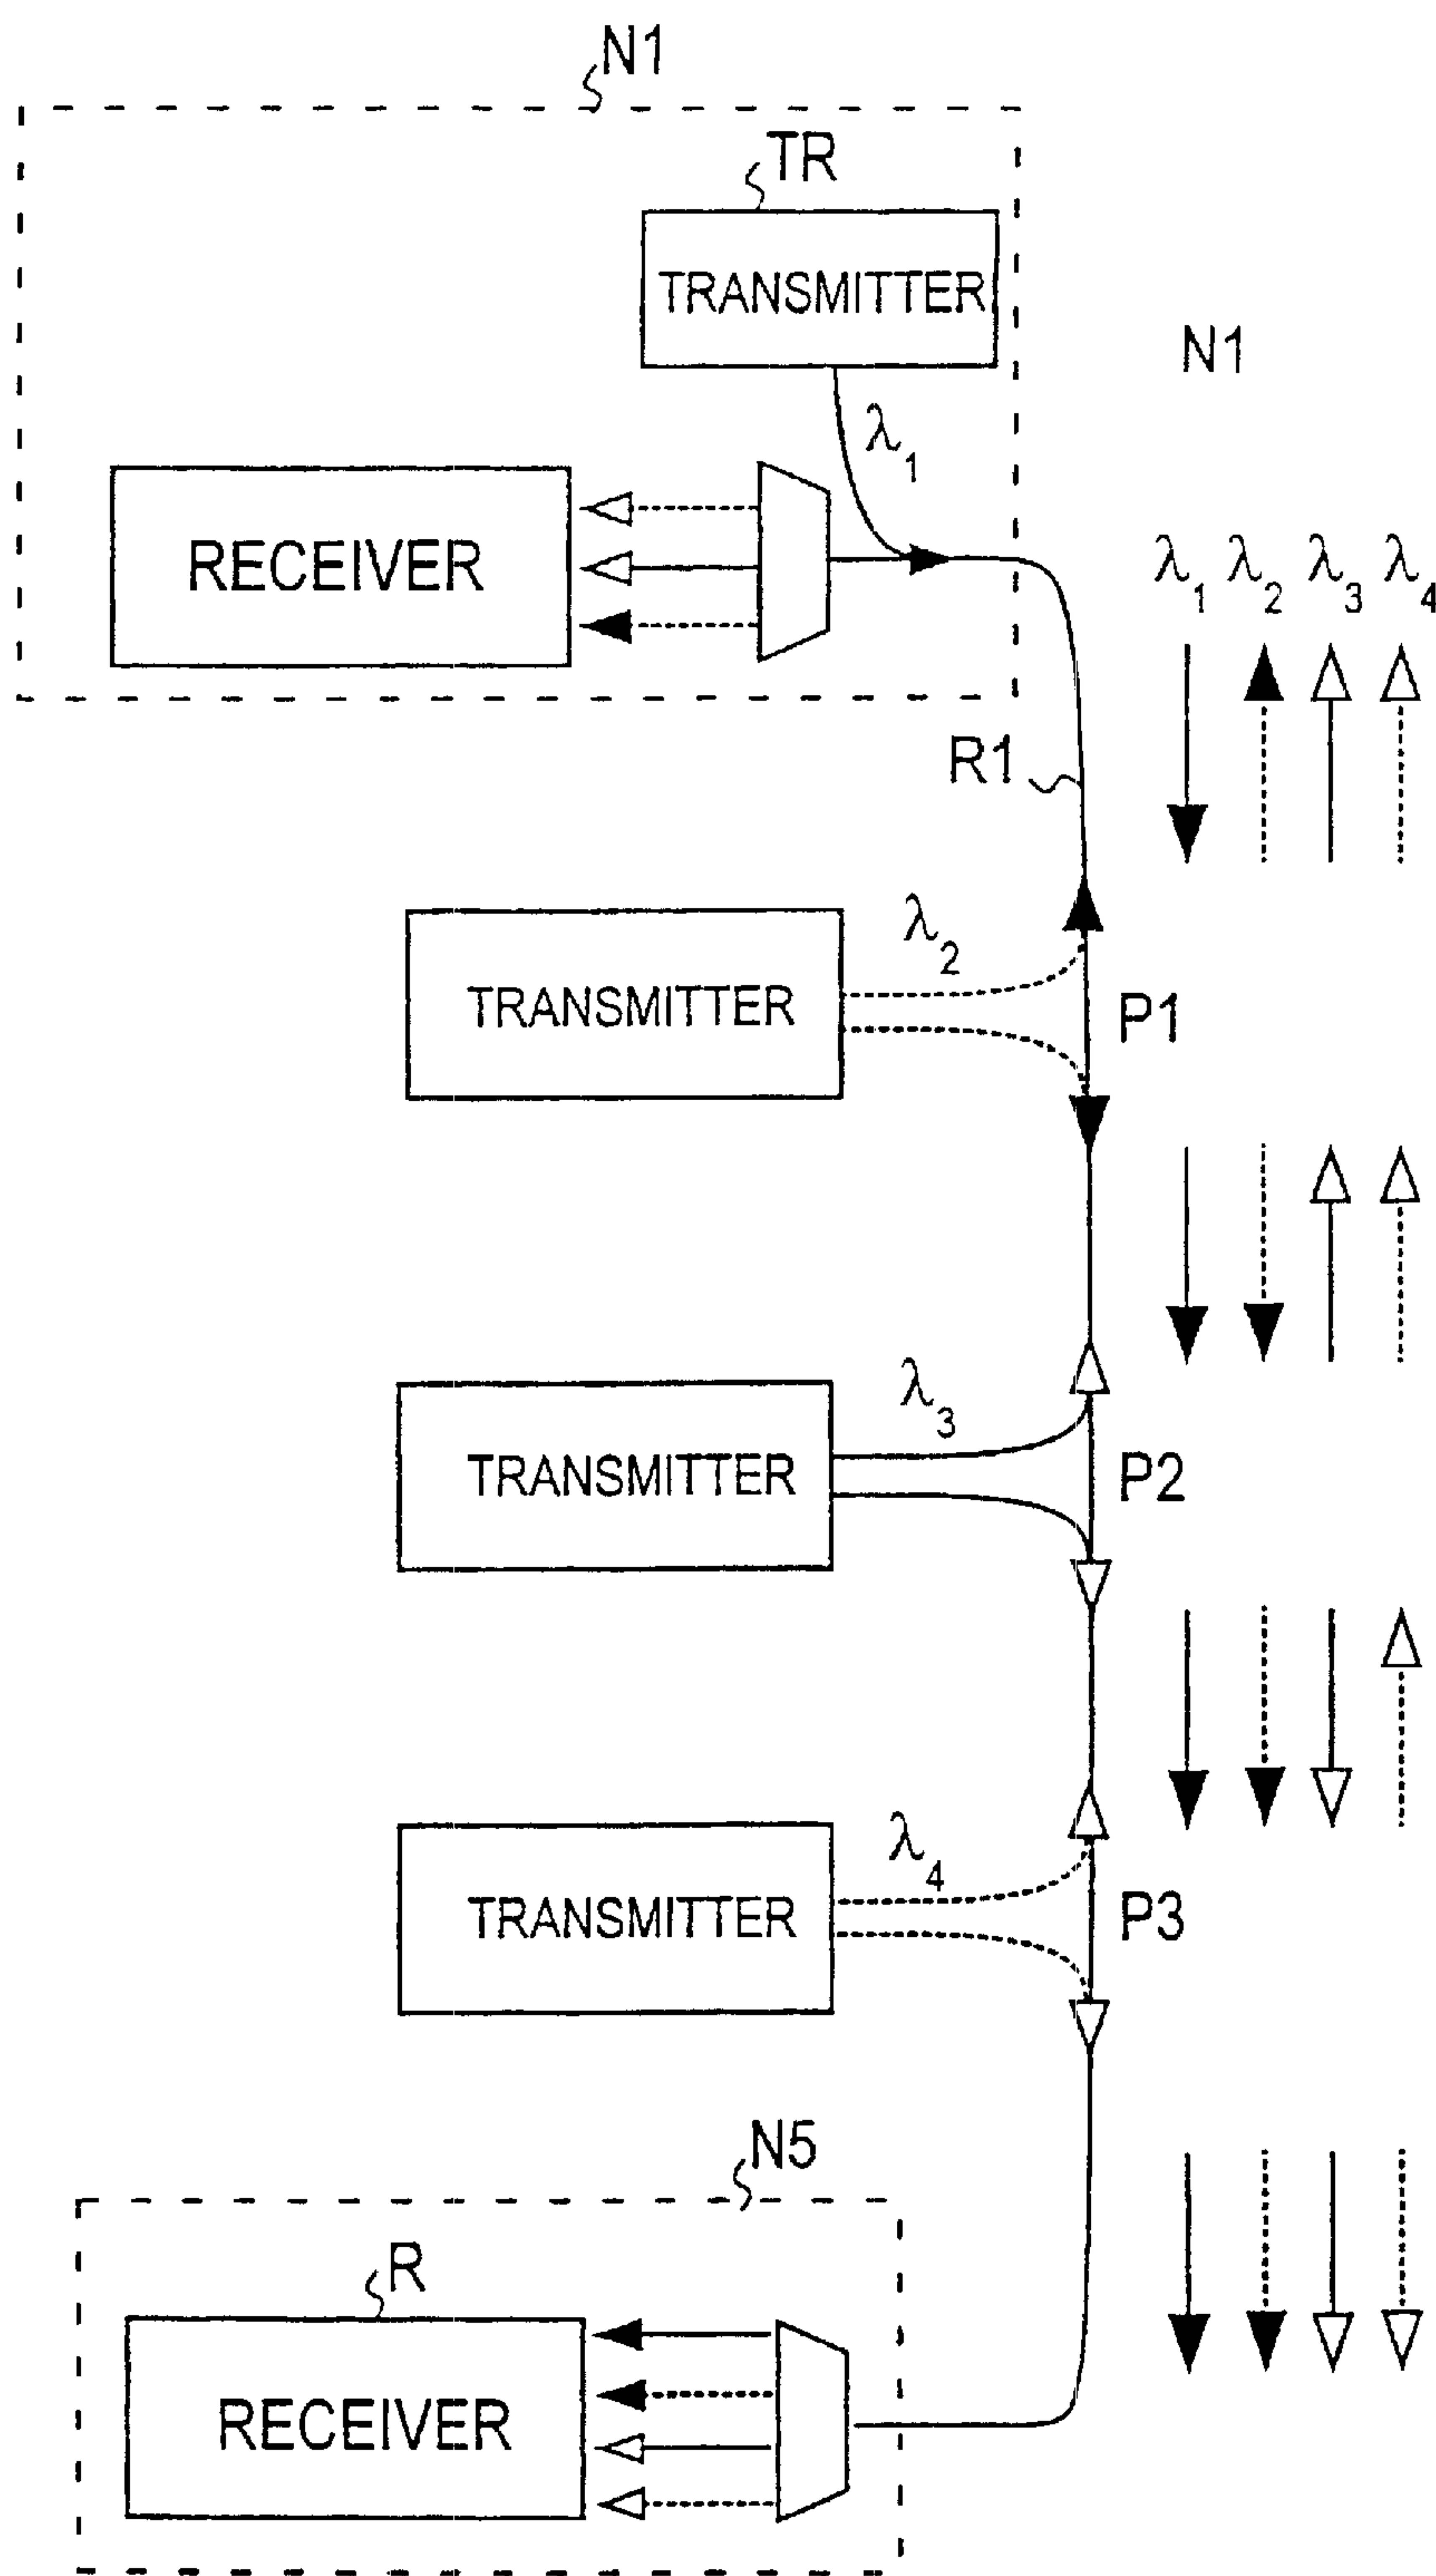 N1
TR
TRANSMITTER
N1
λ1
RECEIVER
λ1 λ2 λ3 λ4
R1
λ2
TRANSMITTER
P1
λ3
TRANSMITTER
P2
λ4
TRANSMITTER
P3
N5
R
RECEIVER